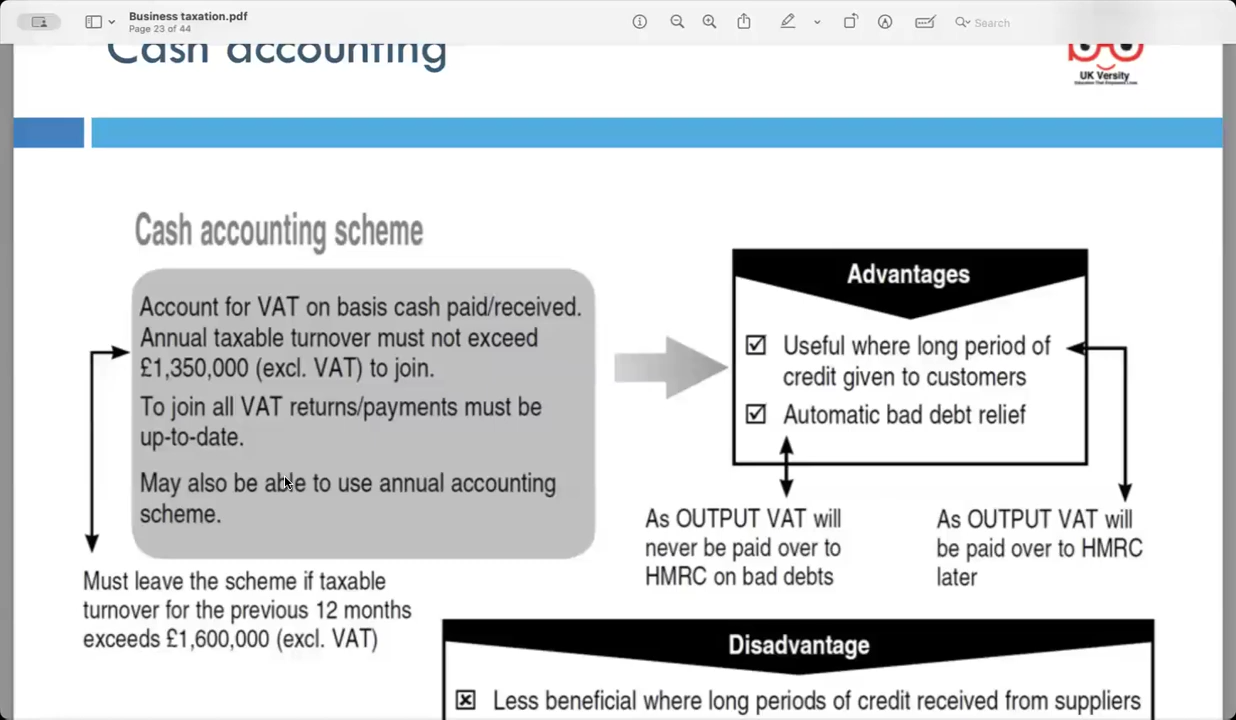 Business taxation.pdf
Page 23 of 44
Search
Cash accounting
UK Versity
Cash accounting scheme
Account for VAT on basis cash paid/received.
Annual taxable turnover must not exceed
£1,350,000 (excl. VAT) to join.
To join all VAT returns/payments must be
up-to-date.
May also be able to use annual accounting
scheme.
Must leave the scheme if taxable
turnover for the previous 12 months
exceeds £1,600,000 (excl. VAT)
Advantages
Useful where long period of
credit given to customers
Automatic bad debt relief
As OUTPUT VAT will
never be paid over to
HMRC on bad debts
As OUTPUT VAT will
be paid over to HMRC
later
Disadvantage
Less beneficial where long periods of credit received from suppliers